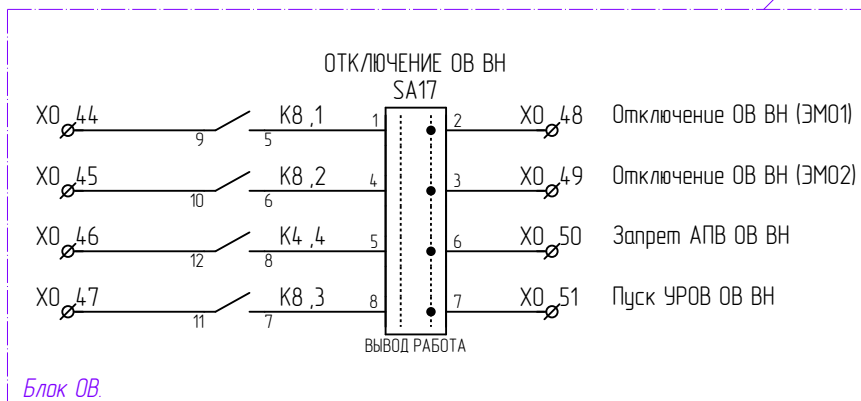 ОТКЛЮЧЕНИЕ ОВ ВН
SA17
X0 44 9 5 K8 ,1 1 2 X0 48 Отключение ОВ ВН (ЭМО1)
X0 45 10 6 K8 ,2 4 3 X0 49 Отключение ОВ ВН (ЭМО2)
X0 46 12 8 K4 ,4 5 6 X0 50 Запрет АПВ ОВ ВН
X0 47 11 7 K8 ,3 8 7 X0 51 Пуск УРОВ ОВ ВН
ВЫВОД РАБОТА
Блок ОВ.